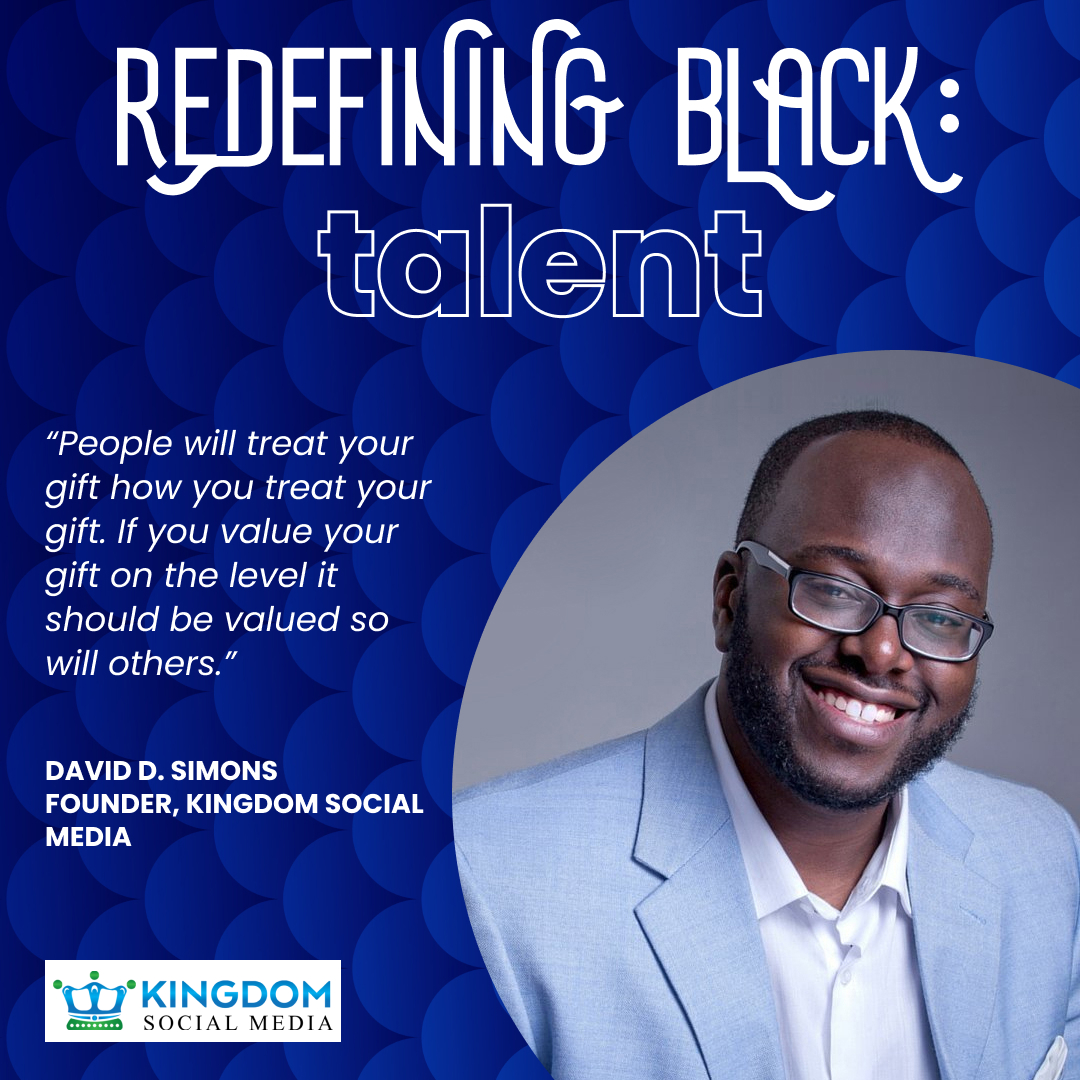 REDEFINING BLACK:
talent
“People will treat your
gift how you treat your
gift. If you value your
gift on the level it
should be valued so
will others.”
DAVID D. SIMONS
FOUNDER, KINGDOM SOCIAL
MEDIA
KINGDOM
SOCIAL MEDIA